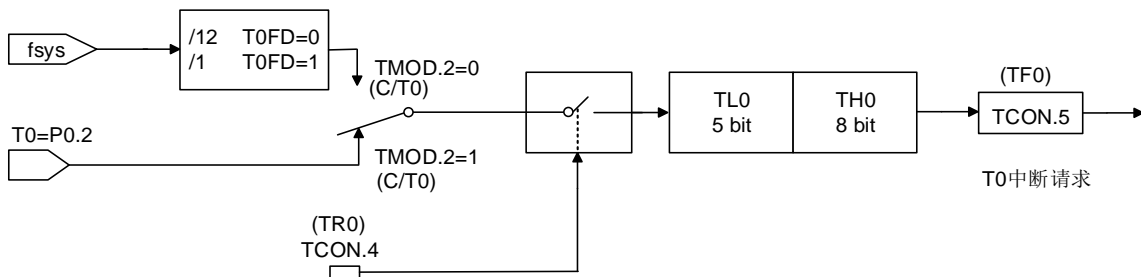 fsys
/12 T0FD=0
/1 T0FD=1
TMOD.2=0
(C/T0)
T0=P0.2
TMOD.2=1
(C/T0)
(TR0)
TCON.4
TL0
5 bit
TH0
8 bit
(TF0)
TCON.5
T0中断请求